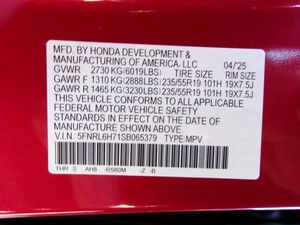 MFD. BY HONDA DEVELOPMENT &
MANUFACTURING OF AMERICA, LLC 04/25
GVWR 2730 KG(6019LBS) TIRE SIZE RIM SIZE
GAWR F 1310 KG(2888LBS) 235/55R19 101H 19X7.5J
GAWR R 1465 KG(3230LBS) 235/55R19 101H 19X7.5J
THIS VEHICLE CONFORMS TO ALL APPLICABLE
FEDERAL MOTOR VEHICLE SAFETY
STANDARDS IN EFFECT ON THE DATE OF
MANUFACTURE SHOWN ABOVE.
V.I.N.: 5FNRL6H71SB065379 TYPE MPV
THR S AHB -R580M -Z -B